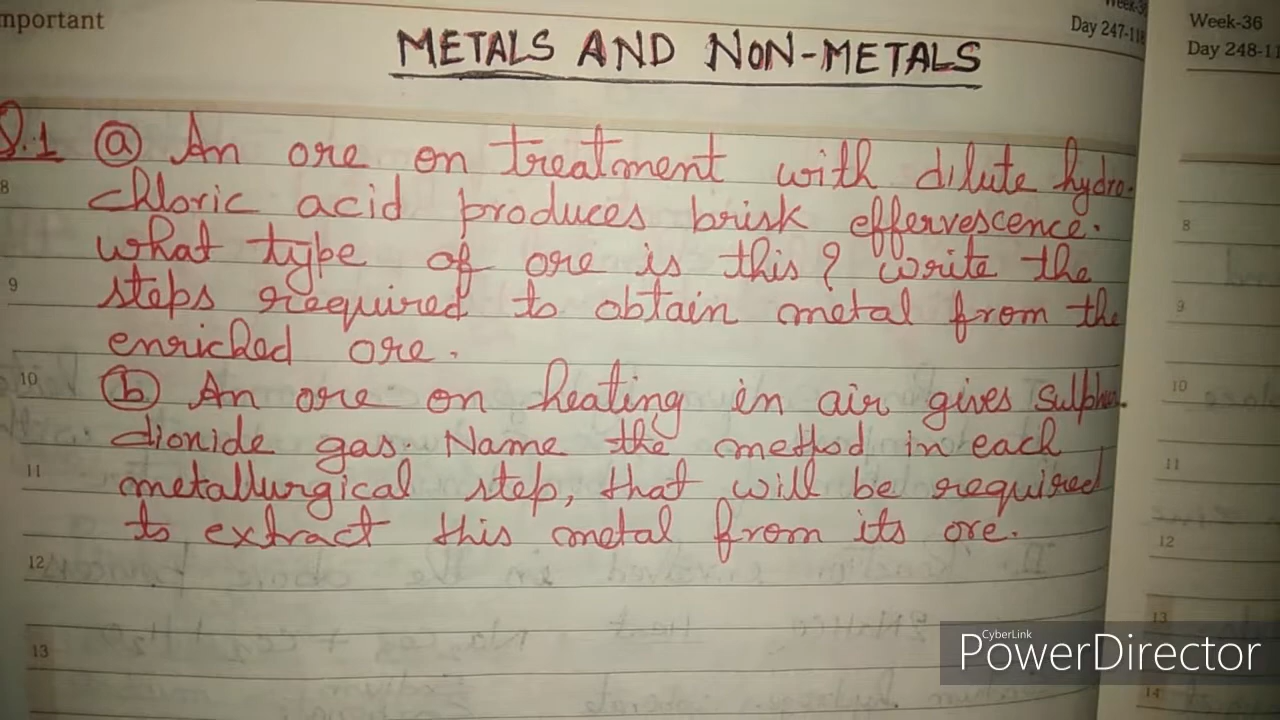 mportant
Day 247-118
Week-36
Day 248-11
METALS AND NON-METALS
Q.1 (a) An ore on treatment with dilute hydro-
chloric acid produces brisk effervescence.
what type of ore is this? Write the
steps required to obtain metal from the
enriched ore.
(b) An ore on heating in air gives sulphur-
dioxide gas. Name the method in each
metallurgical step, that will be required
to extract this metal from its ore.
8
9
10
11
12
13
8
9
10
11
12
13
14
CyberLink
PowerDirector